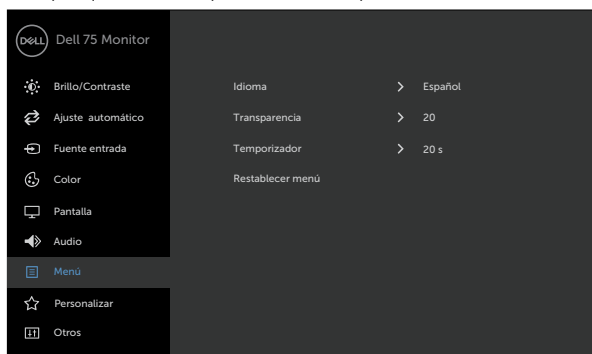 DELL
Dell 75 Monitor
Brillo/Contraste
Idioma > Español
Ajuste automático
Transparencia > 20
Fuente entrada
Temporizador > 20 s
Color
Restablecer menú
Pantalla
Audio
Menú
Personalizar
Otros